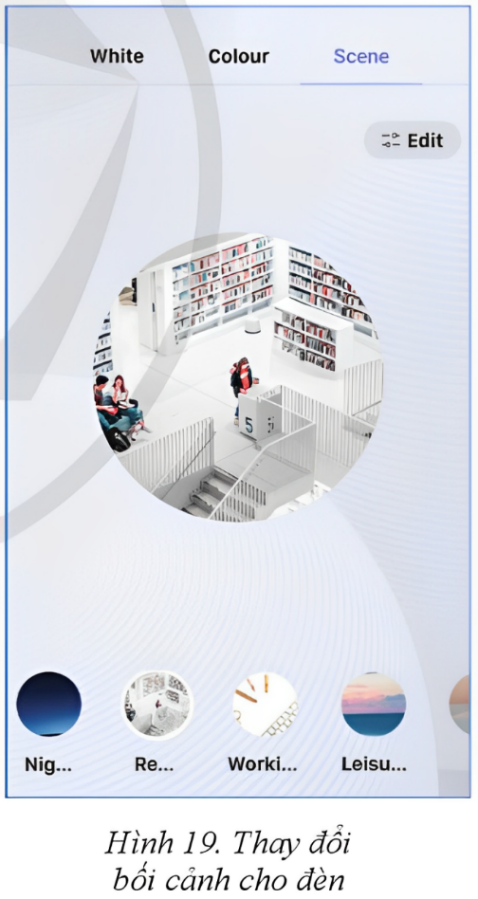 White Colour Scene
Edit
5
Nig... Re... Worki... Leisu...
Hình 19. Thay đổi
bối cảnh cho đèn